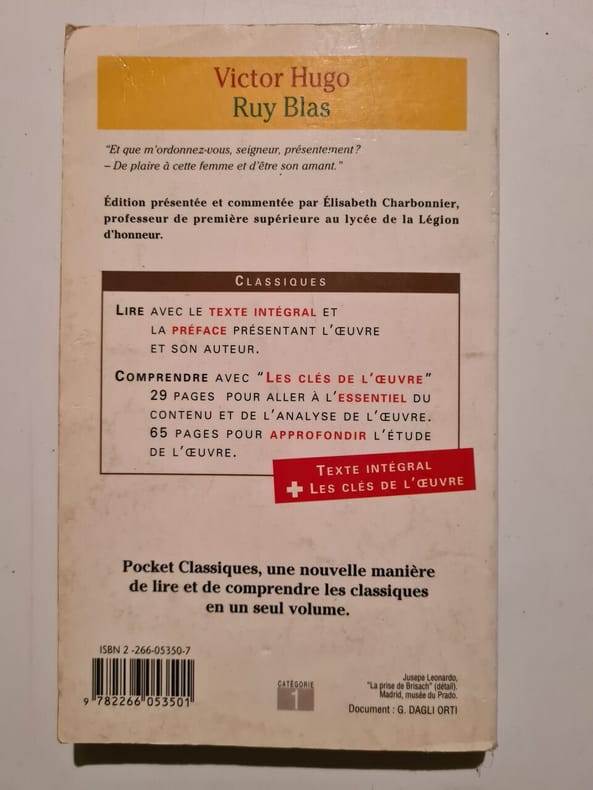 Victor Hugo
Ruy Blas
"Et que m'ordonnez-vous, seigneur, présentement ?
– De plaire à cette femme et d'être son amant."
Édition présentée et commentée par Élisabeth Charbonnier,
professeur de première supérieure au lycée de la Légion
d'honneur.
CLASSIQUES
LIRE AVEC LE TEXTE INTÉGRAL ET
LA PRÉFACE PRÉSENTANT L'ŒUVRE
ET SON AUTEUR.
COMPRENDRE AVEC "LES CLÉS DE L'ŒUVRE"
29 PAGES POUR ALLER À L'ESSENTIEL DU
CONTENU ET DE L'ANALYSE DE L'ŒUVRE.
65 PAGES POUR APPROFONDIR L'ÉTUDE
DE L'ŒUVRE.
TEXTE INTÉGRAL
+ LES CLÉS DE L'ŒUVRE
Pocket Classiques, une nouvelle manière
de lire et de comprendre les classiques
en un seul volume.
ISBN 2 -266-05350-7
9 782266 053501
CATÉGORIE
1
Jusepe Leonardo,
"La prise de Brisach" (détail).
Madrid, musée du Prado.
Document : G. DAGLI ORTI